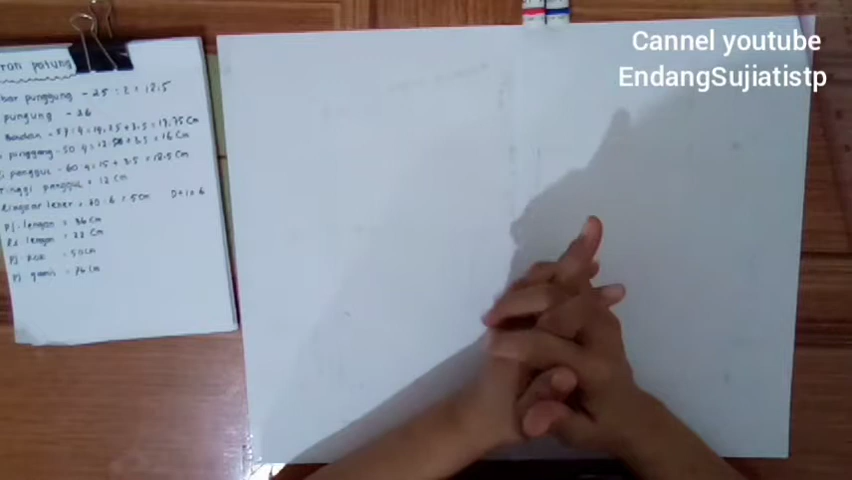 Cannel youtube
EndangSujiatistp
ran patung
bar punggung - 25 : 2 = 12.5
pungung - 26
Badan - 57 : 4 = 14.25 + 3.5 = 17.75 Cm
pinggang - 50 : 4 = 12.5 + 3.5 = 16 Cm
panggul - 60 : 4 = 15 + 3.5 = 18.5 Cm
inggi panggul = 12 cm
lingkar leher = 30 : 6 = 5 cm
Pj. lengan = 36 cm
lengan = 22 Cm
Pj Rok = 50 cm
Pj gamis = 76 Cm